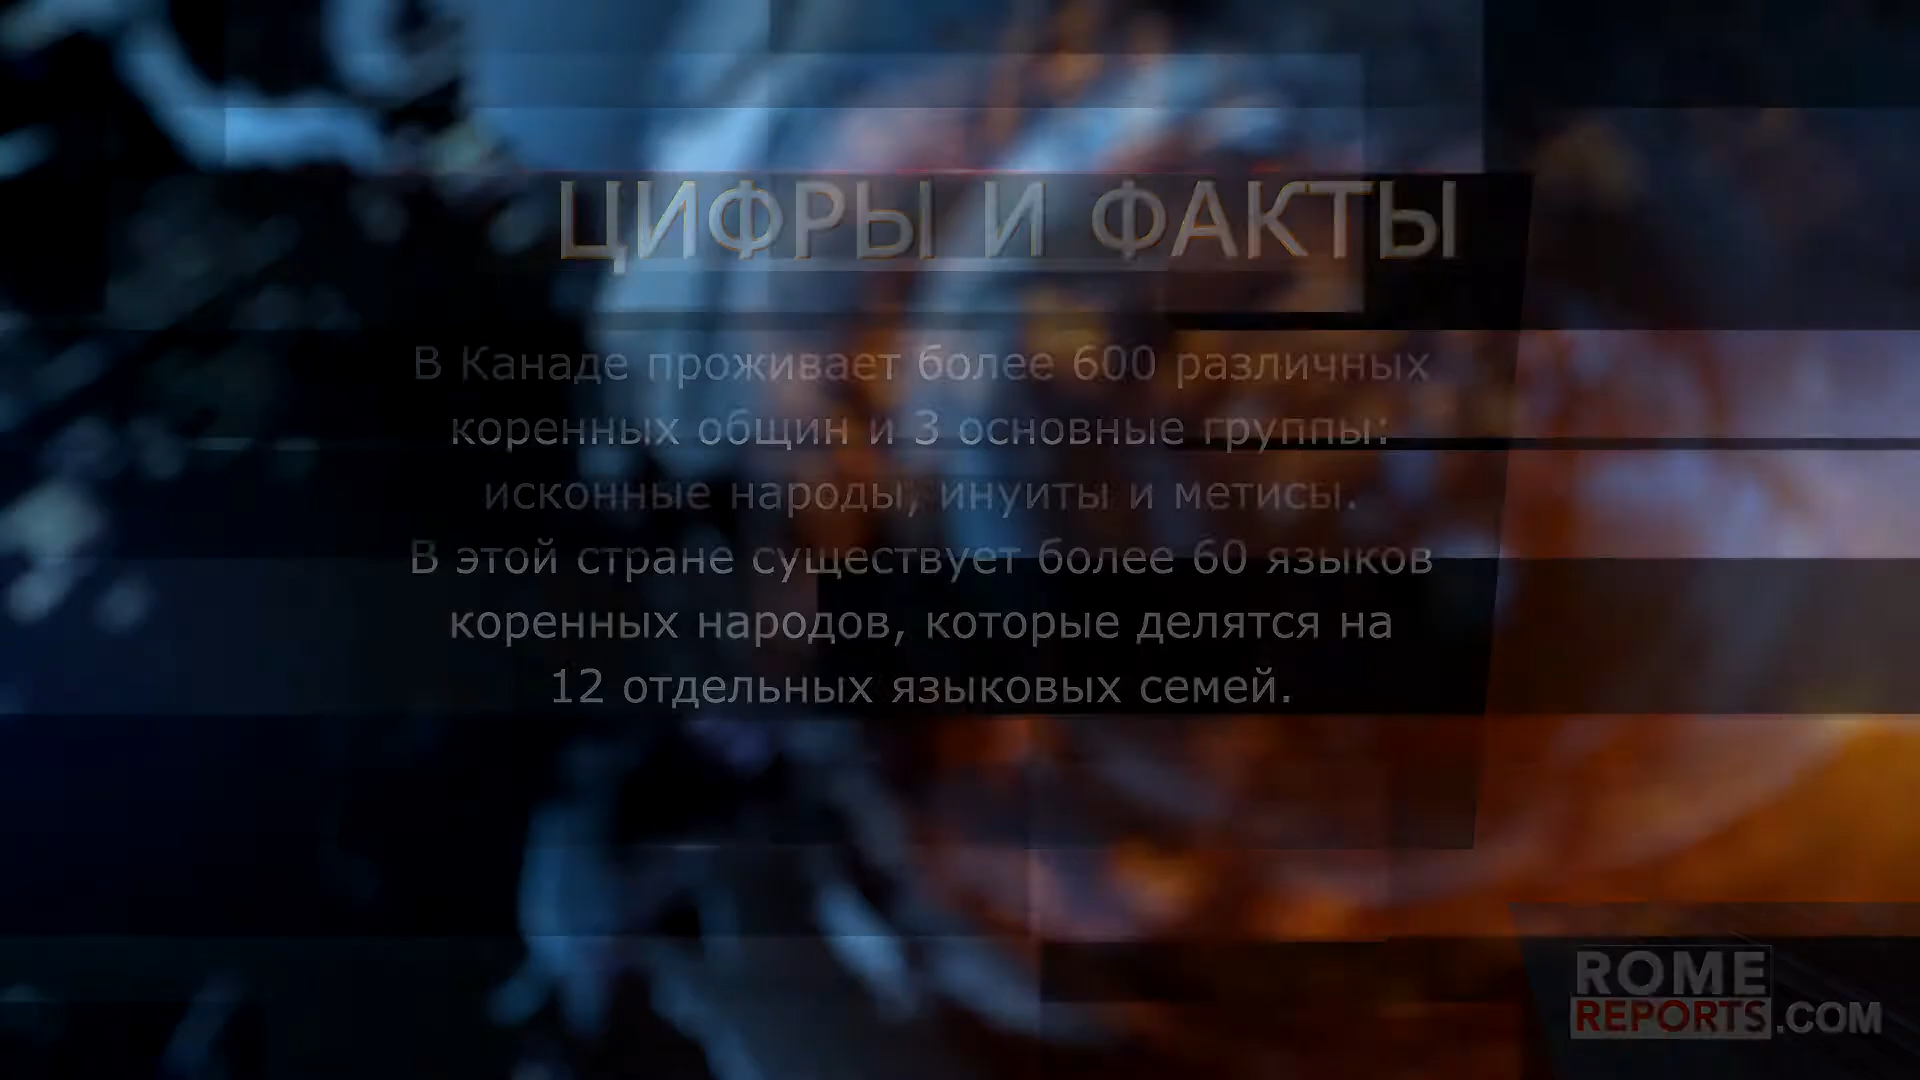 ЦИФРЫ И ФАКТЫ
В Канаде проживает более 600 различных
коренных общин и 3 основные группы:
исконные народы, инуиты и метисы.
В этой стране существует более 60 языков
коренных народов, которые делятся на
12 отдельных языковых семей.
ROME
REPORTS.COM